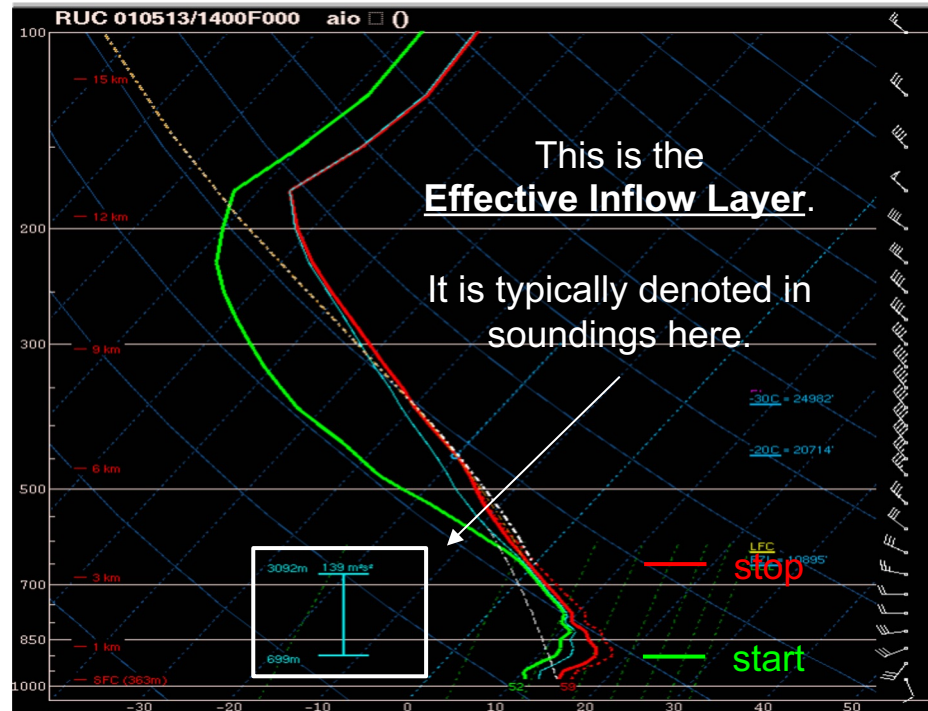 RUC 010513/1400F000 aio □ ()
100
15 km
This is the
Effective Inflow Layer.
12 km
200
It is typically denoted in
soundings here.
300
9 km
-30C = 24982'
-20C = 20714'
6 km
500
LFC
3092m 139 m²s²
stop
700
3 km
850
1 km
699m
start
SFC (363m)
1000
52
59
-30 -20 -10 0 10 20 30 40 50